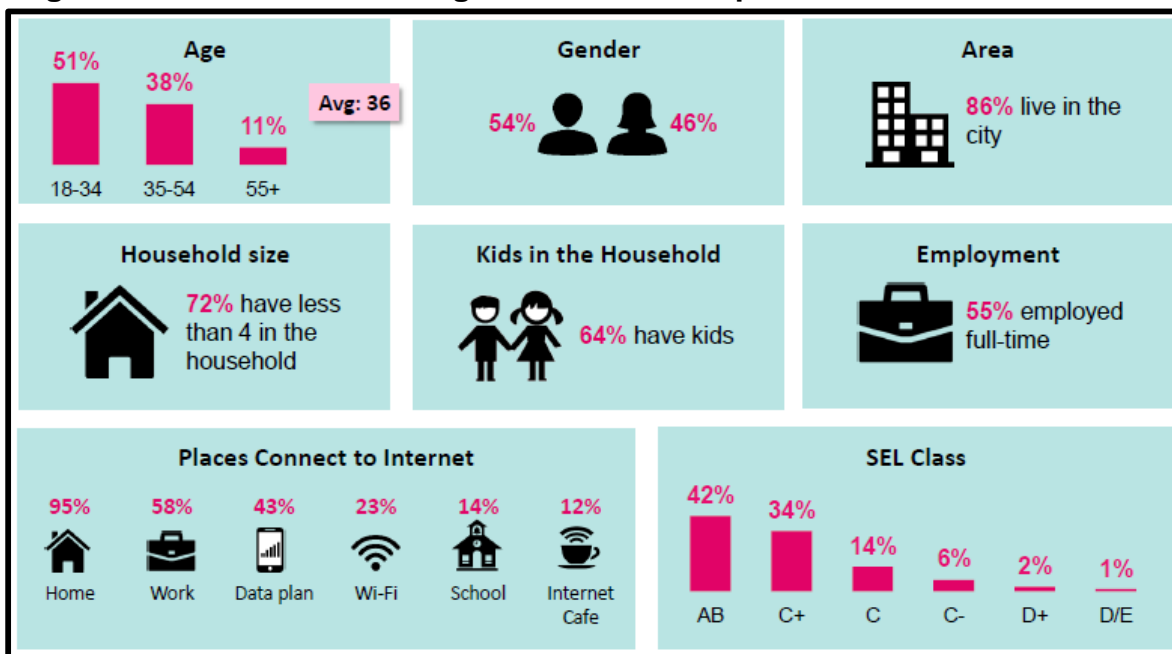 Age
51%
38%
11%
Avg: 36
18-34 35-54 55+
Gender
54% 46%
Area
86% live in the
city
Household size
72% have less
than 4 in the
household
Kids in the Household
64% have kids
Employment
55% employed
full-time
Places Connect to Internet
95% 58% 43% 23% 14% 12%
Home Work Data plan Wi-Fi School Internet
Cafe
SEL Class
42%
34%
14%
6%
2%
1%
AB C+ C C- D+ D/E